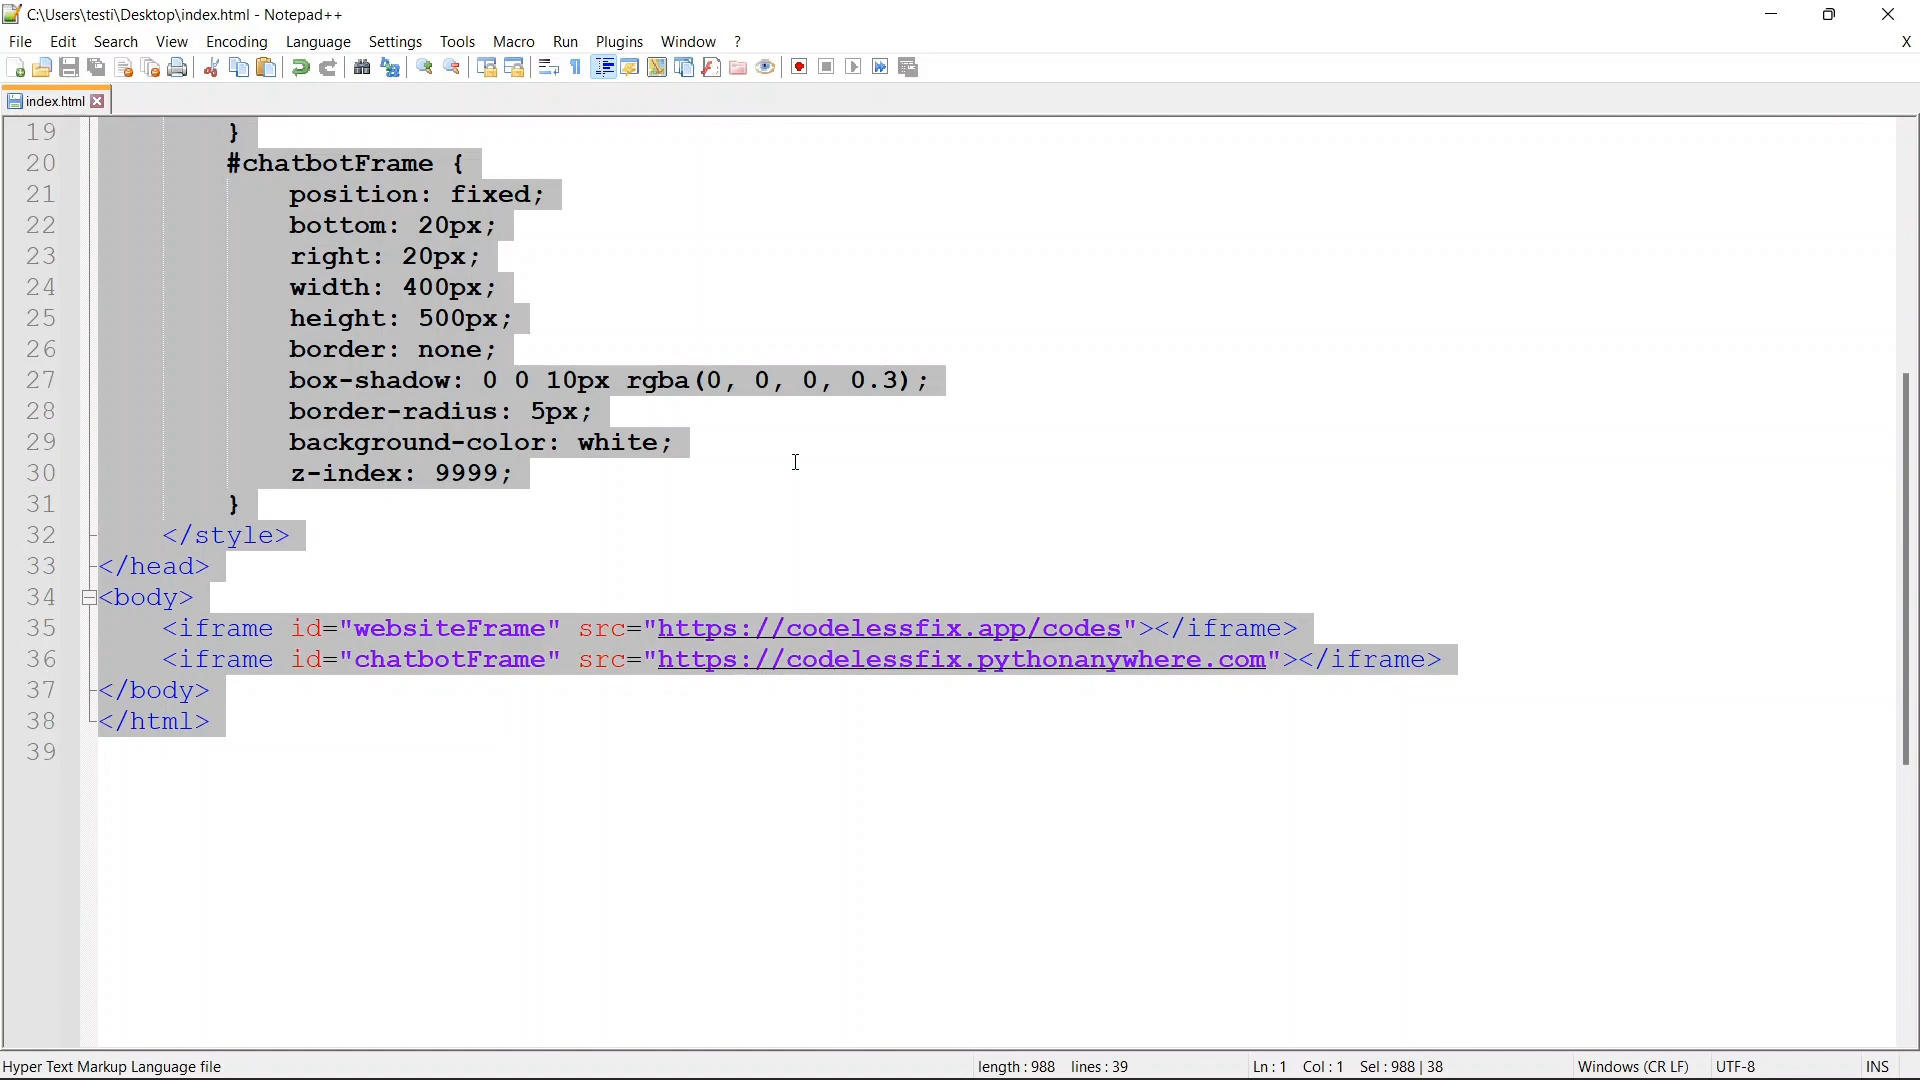 C:\Users\testi\Desktop\index.html - Notepad++
File Edit Search View Encoding Language Settings Tools Macro Run Plugins Window ? X
index.html
19 }
20 #chatbotFrame {
21 position: fixed;
22 bottom: 20px;
23 right: 20px;
24 width: 400px;
25 height: 500px;
26 border: none;
27 box-shadow: 0 0 10px rgba(0, 0, 0, 0.3);
28 border-radius: 5px;
29 background-color: white;
30 z-index: 9999;
31 }
32 </style>
33 </head>
34 <body>
35 <iframe id="websiteFrame" src="https://codelessfix.app/codes"></iframe>
36 <iframe id="chatbotFrame" src="https://codelessfix.pythonanywhere.com"></iframe>
37 </body>
38 </html>
39
Hyper Text Markup Language file length : 988 lines : 39 Ln : 1 Col : 1 Sel : 988 | 38 Windows (CR LF) UTF-8 INS